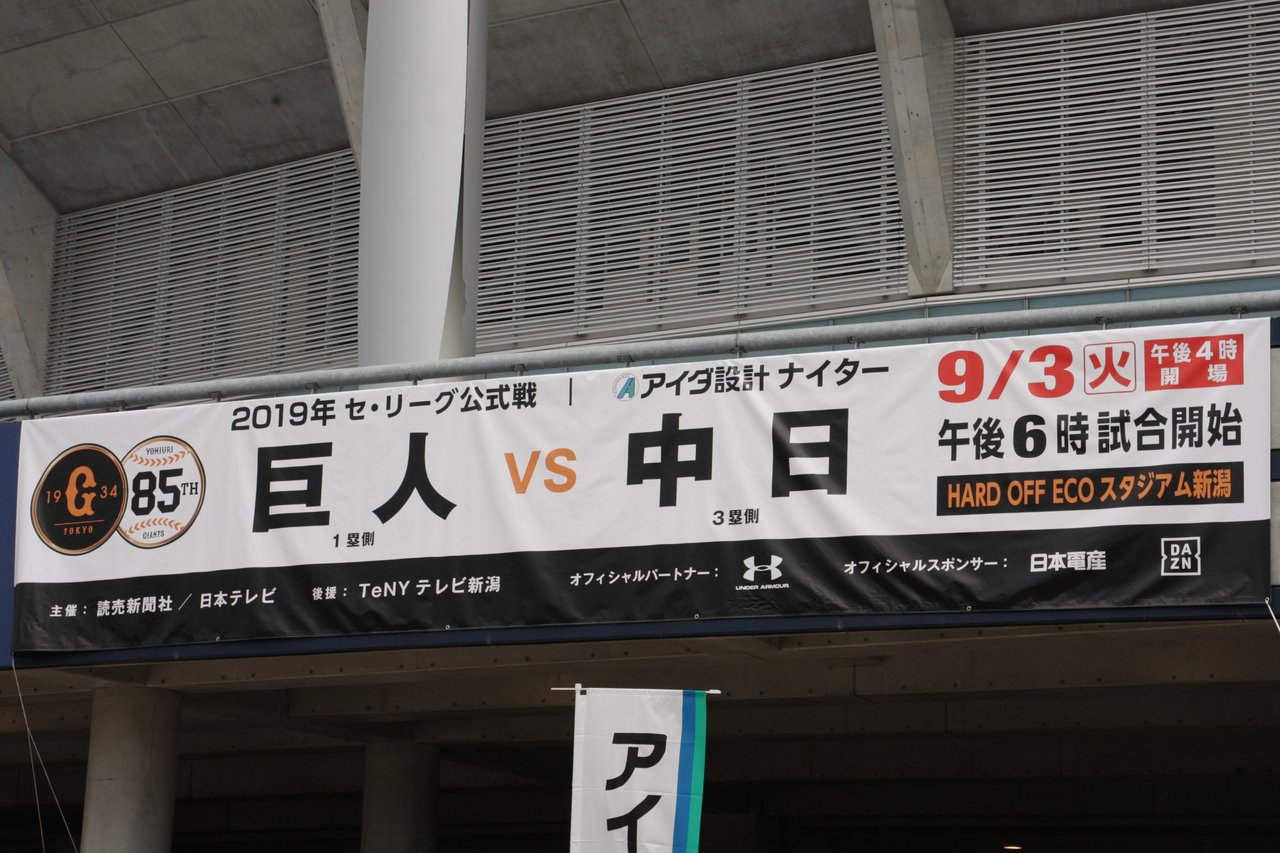 2019年 セ・リーグ公式戦 | アイダ設計 ナイター
1934
G
TOKYO
YOMIURI
85TH
GIANTS
巨人 VS 中日
1塁側
3塁側
9/3 火 午後4時開場
午後6時試合開始
HARD OFF ECO スタジアム新潟
主催：読売新聞社／日本テレビ 後援：TeNY テレビ新潟 オフィシャルパートナー： UNDER ARMOUR オフィシャルスポンサー： 日本電産 DAZN
アイ